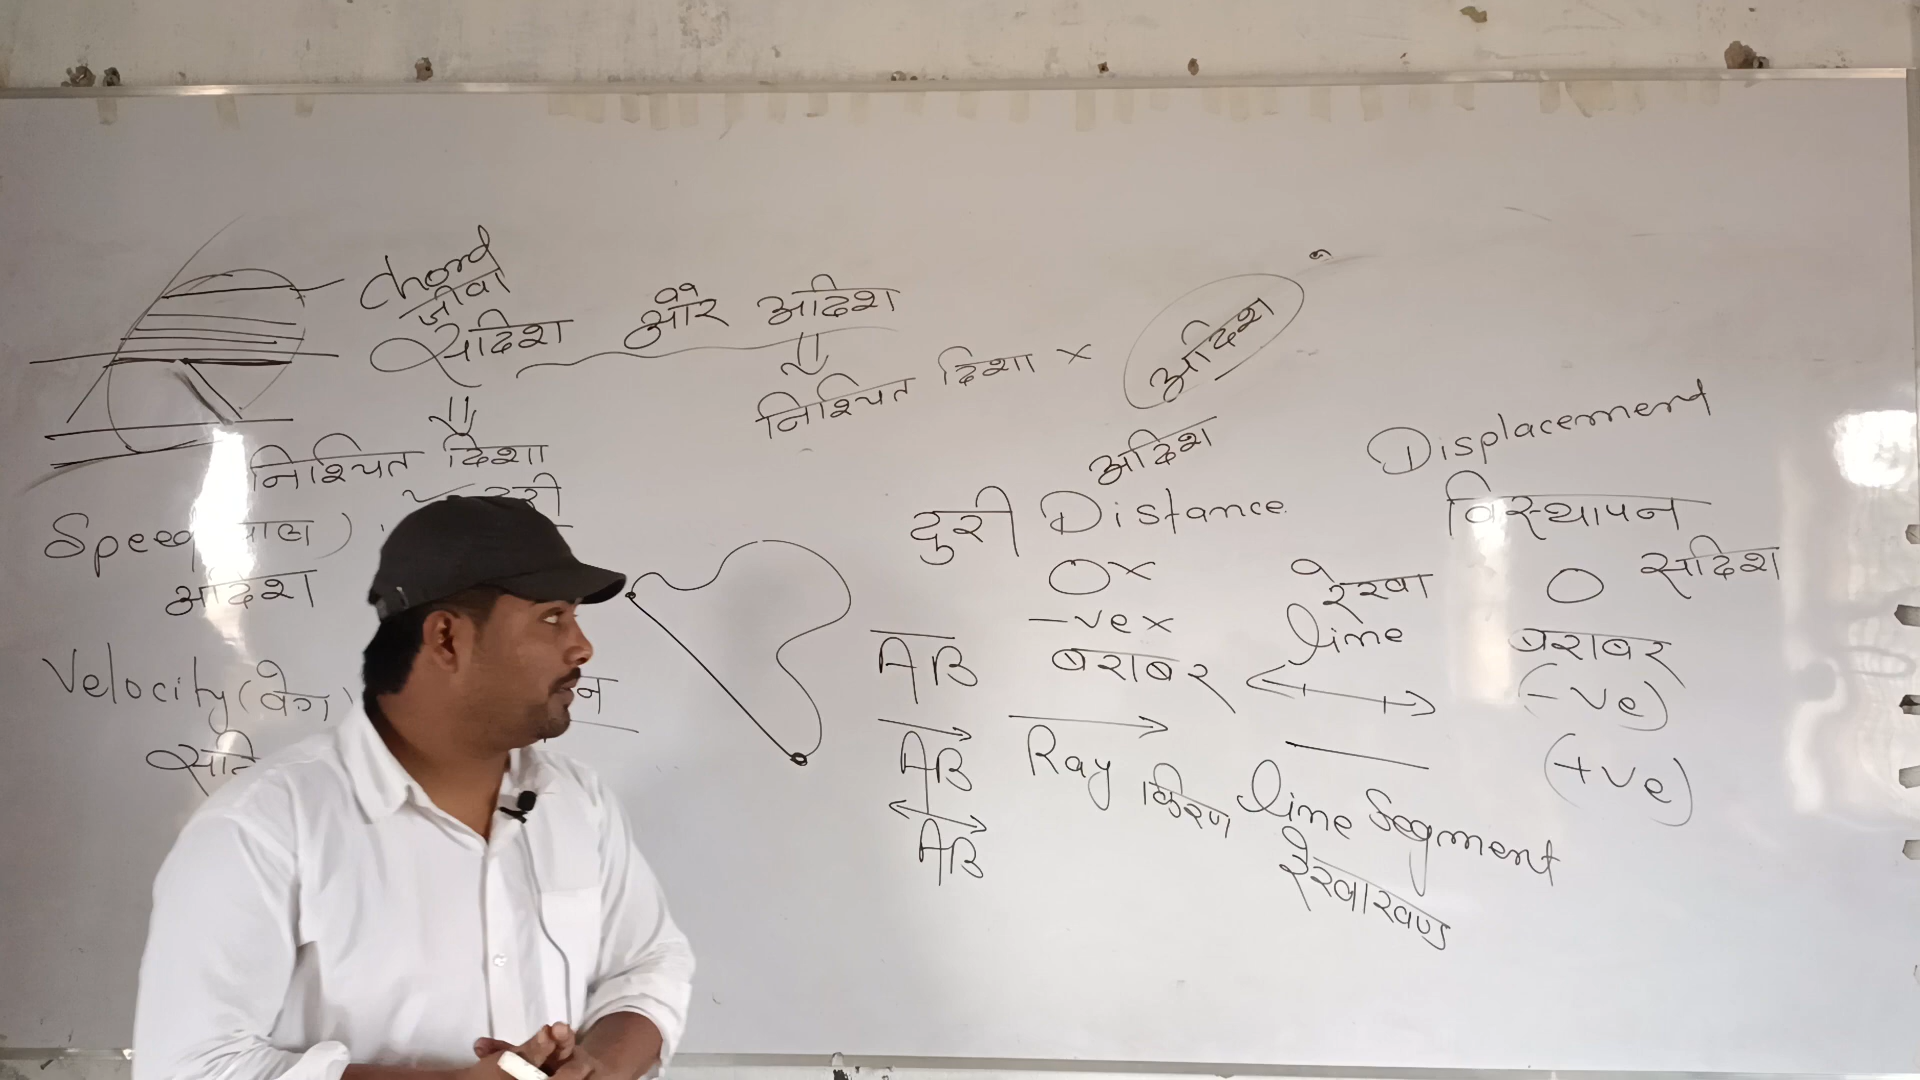 Chord
जीवा
सदिश और अदिश
निश्चित दिशा
निश्चित दिशा ×
अदिश
Speed
अदिश
Velocity (वेग)
अदिश
दुरी Distance
0×
-ve×
बराबर
Displacement
विस्थापन
0 सदिश
बराबर
(-ve)
(+ve)
रेखा
line
AB
AB Ray किरण
AB
line Segment
रेखाखण्ड